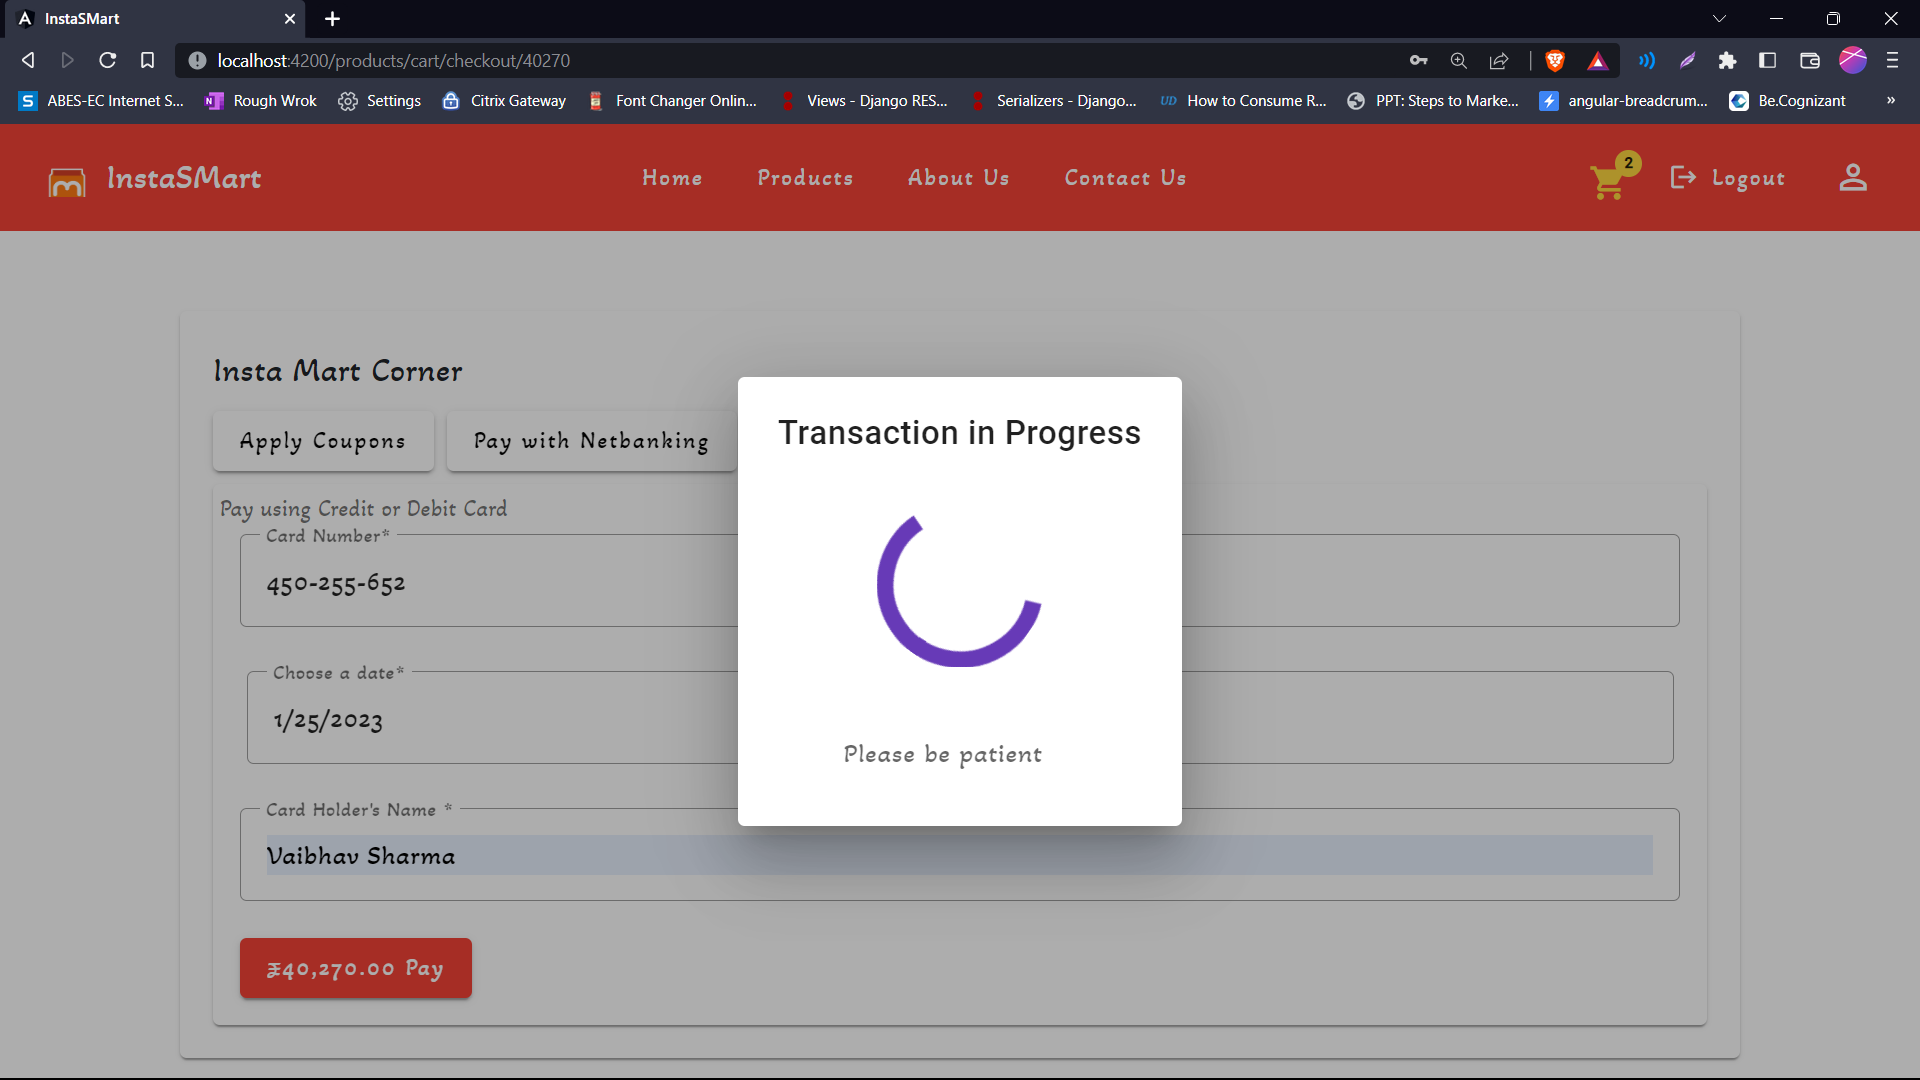 InstaSMart
localhost:4200/products/cart/checkout/40270
ABES-EC Internet S... Rough Wrok Settings Citrix Gateway Font Changer Onlin... Views - Django RES... Serializers - Django... How to Consume R... PPT: Steps to Marke... angular-breadcrum... Be.Cognizant »
InstaSMart Home Products About Us Contact Us 2 Logout
Insta Mart Corner
Apply Coupons Pay with Netbanking
Pay using Credit or Debit Card
Card Number*
450-255-652
Choose a date*
1/25/2023
Card Holder's Name *
Vaibhav Sharma
₹40,270.00 Pay
Transaction in Progress
Please be patient